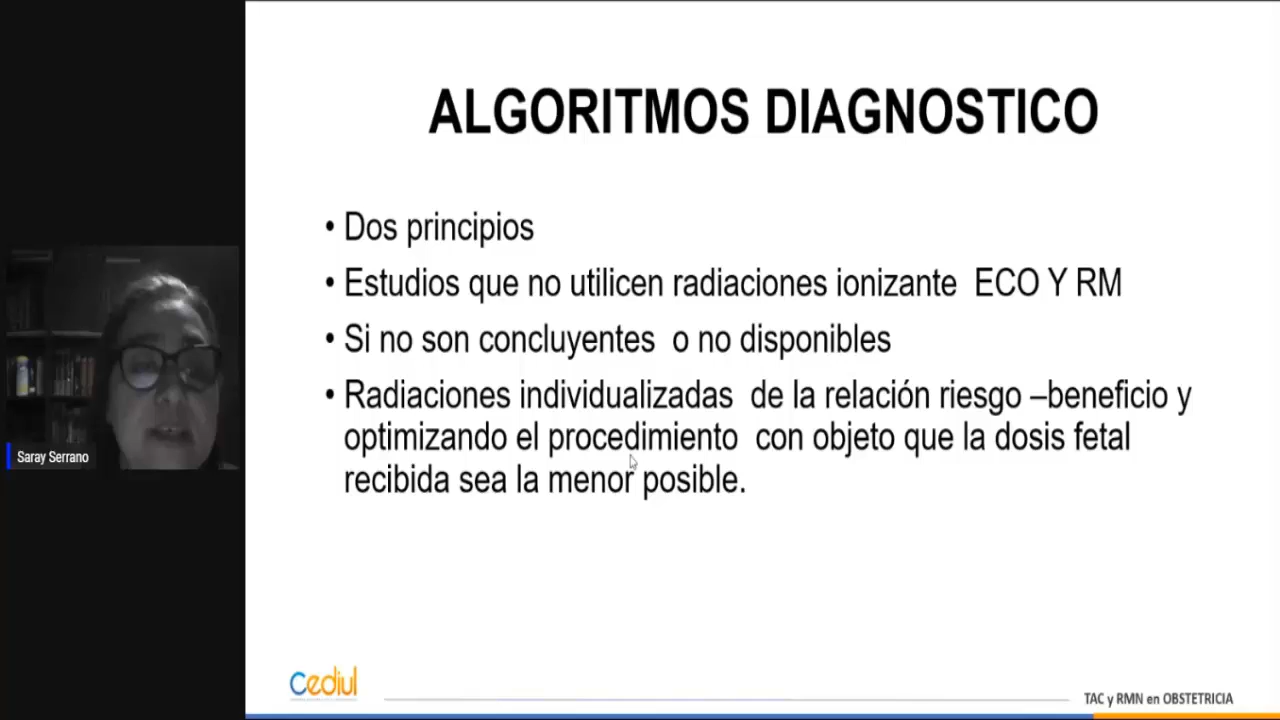 ALGORITMOS DIAGNOSTICO
• Dos principios
• Estudios que no utilicen radiaciones ionizante ECO Y RM
• Si no son concluyentes o no disponibles
• Radiaciones individualizadas de la relación riesgo –beneficio y
optimizando el procedimiento con objeto que la dosis fetal
recibida sea la menor posible.
Saray Serrano
Cediul
TAC y RMN en OBSTETRICIA